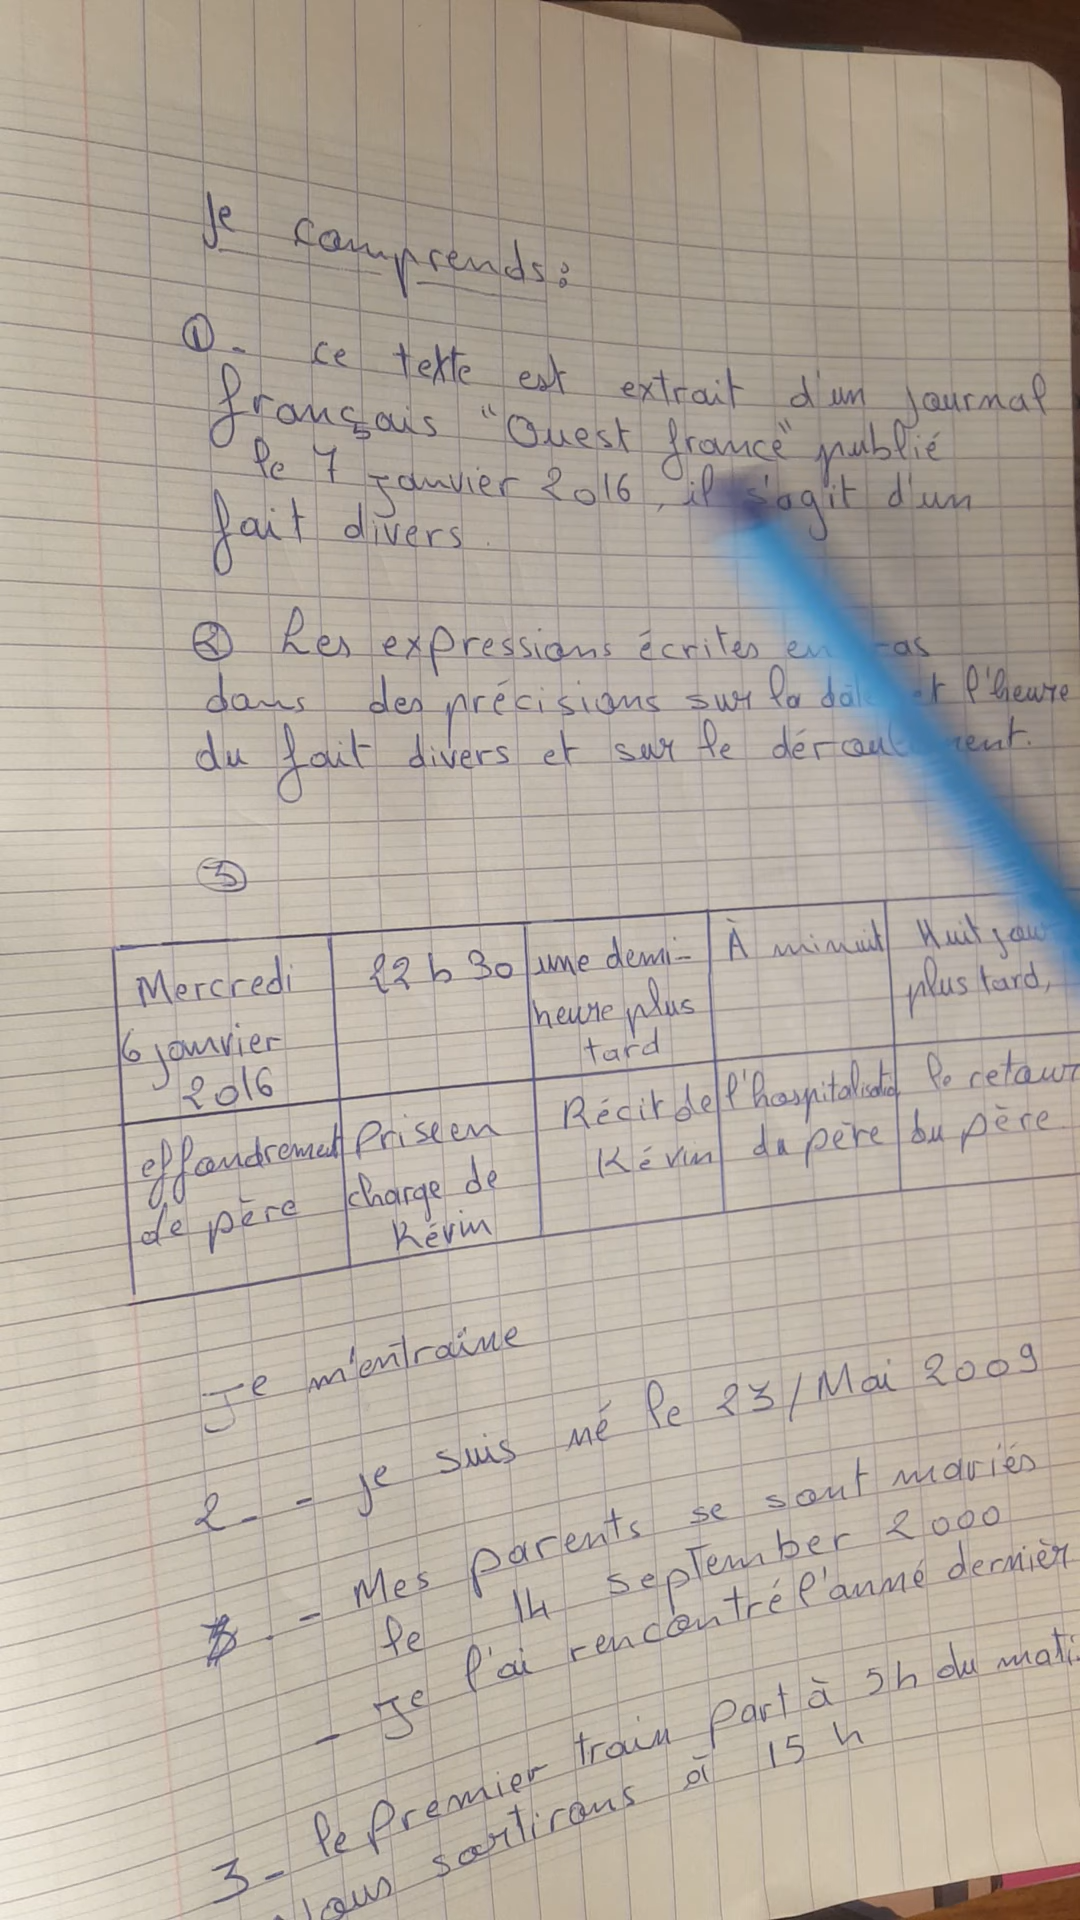 Je comprends:
①- ce texte est extrait d'un journal
français "Ouest france" publié
le 7 janvier 2016, il s'agit d'un
fait divers.
② Les expressions écrites en
dans des précisions sur la l'heure
du fait divers et sur le
③
Mercredi
6 janvier
2016
22 h 30
une demi-
heure plus
tard
À minuit
Huit
plus tard,
effondrement
de père
Prise en
charge de
Kévin
Récit de
Kévin
l'hospitalisation
du père
le retour
du père
Je m'entraine
2 - - je suis né le 23/Mai 2009
- Mes parents se sont mariés
le 14 september 2000
- Je l'ai rencontré l'anné dernièr
3- le Premier train part à 5h du
Nous sortirons à 15 h